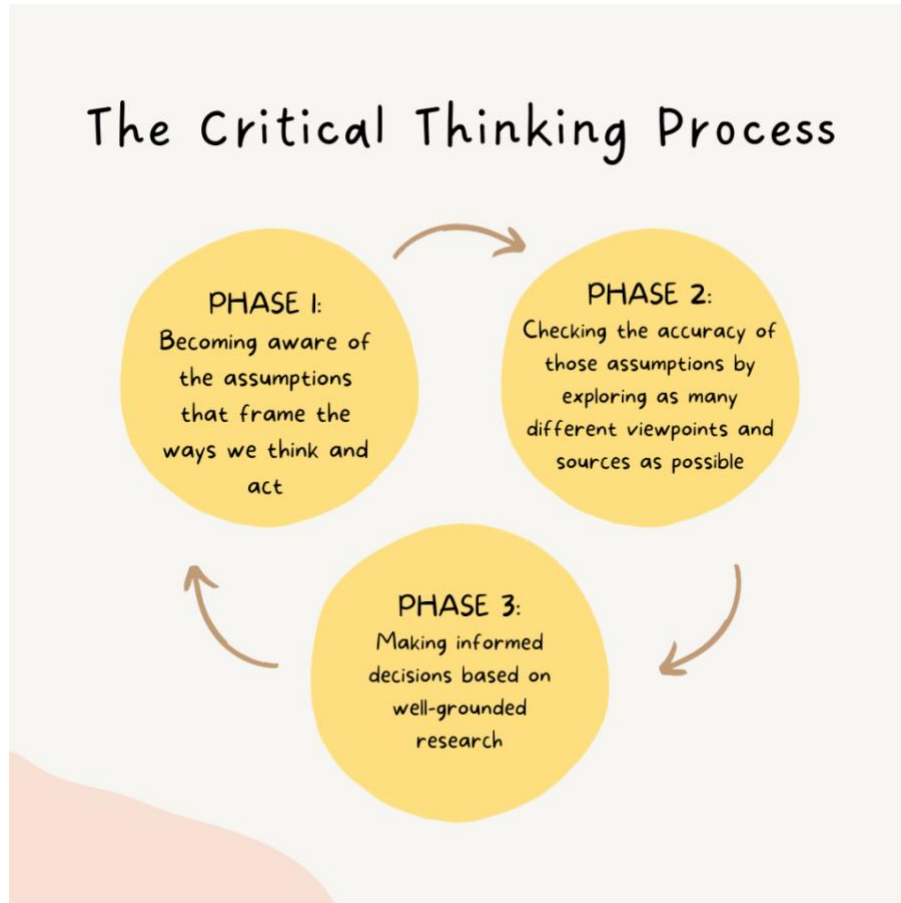 The Critical Thinking Process
PHASE 1:
Becoming aware of
the assumptions
that frame the
ways we think and
act
PHASE 2:
Checking the accuracy of
those assumptions by
exploring as many
different viewpoints and
sources as possible
PHASE 3:
Making informed
decisions based on
well-grounded
research